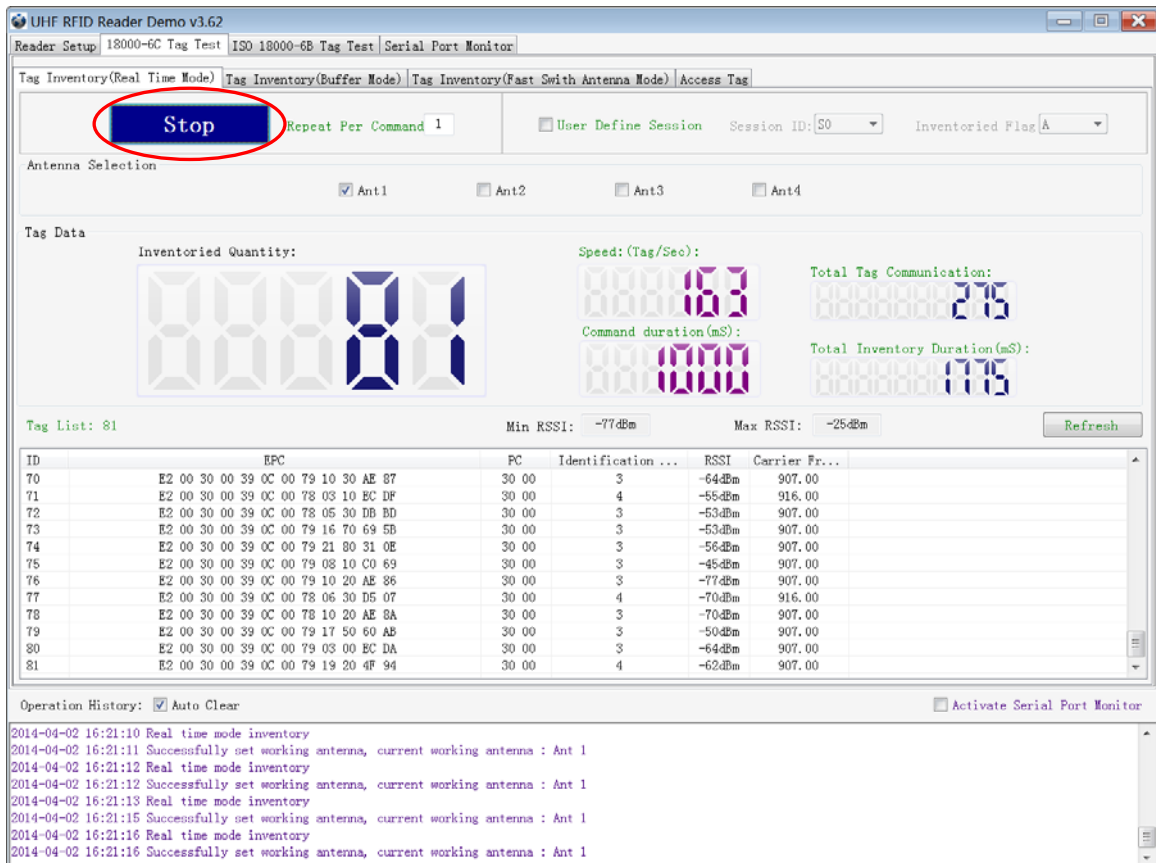 UHF RFID Reader Demo v3.62
Reader Setup 18000-6C Tag Test ISO 18000-6B Tag Test Serial Port Monitor
Tag Inventory(Real Time Mode) Tag Inventory(Buffer Mode) Tag Inventory(Fast Swith Antenna Mode) Access Tag
Stop Repeat Per Command 1 User Define Session Session ID: S0 Inventoried Flag A
Antenna Selection
Ant1 Ant2 Ant3 Ant4
Tag Data
Inventoried Quantity: Speed:(Tag/Sec):
81 163
Total Tag Communication:
275
Command duration(mS):
1000
Total Inventory Duration(mS):
1775
Tag List: 81 Min RSSI: -77dBm Max RSSI: -25dBm Refresh
ID EPC PC Identification ... RSSI Carrier Fr...
70 E2 00 30 00 39 0C 00 79 10 30 AE 87 30 00 3 -64dBm 907.00
71 E2 00 30 00 39 0C 00 78 03 10 EC DF 30 00 4 -55dBm 916.00
72 E2 00 30 00 39 0C 00 78 05 30 DB BD 30 00 3 -53dBm 907.00
73 E2 00 30 00 39 0C 00 79 16 70 69 5B 30 00 3 -53dBm 907.00
74 E2 00 30 00 39 0C 00 79 21 80 31 0E 30 00 3 -56dBm 907.00
75 E2 00 30 00 39 0C 00 79 08 10 C0 69 30 00 3 -45dBm 907.00
76 E2 00 30 00 39 0C 00 79 10 20 AE 86 30 00 3 -77dBm 907.00
77 E2 00 30 00 39 0C 00 78 06 30 D5 07 30 00 4 -70dBm 916.00
78 E2 00 30 00 39 0C 00 78 10 20 AE 8A 30 00 3 -70dBm 907.00
79 E2 00 30 00 39 0C 00 79 17 50 60 AB 30 00 3 -50dBm 907.00
80 E2 00 30 00 39 0C 00 79 03 00 EC DA 30 00 3 -64dBm 907.00
81 E2 00 30 00 39 0C 00 79 19 20 4F 94 30 00 4 -62dBm 907.00
Operation History: Auto Clear Activate Serial Port Monitor
2014-04-02 16:21:10 Real time mode inventory
2014-04-02 16:21:11 Successfully set working antenna, current working antenna : Ant 1
2014-04-02 16:21:12 Real time mode inventory
2014-04-02 16:21:12 Successfully set working antenna, current working antenna : Ant 1
2014-04-02 16:21:13 Real time mode inventory
2014-04-02 16:21:15 Successfully set working antenna, current working antenna : Ant 1
2014-04-02 16:21:16 Real time mode inventory
2014-04-02 16:21:16 Successfully set working antenna, current working antenna : Ant 1